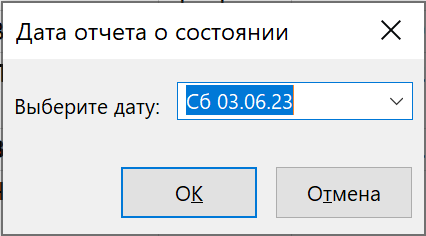 Дата отчета о состоянии
Выберите дату: Сб 03.06.23
ОК Отмена